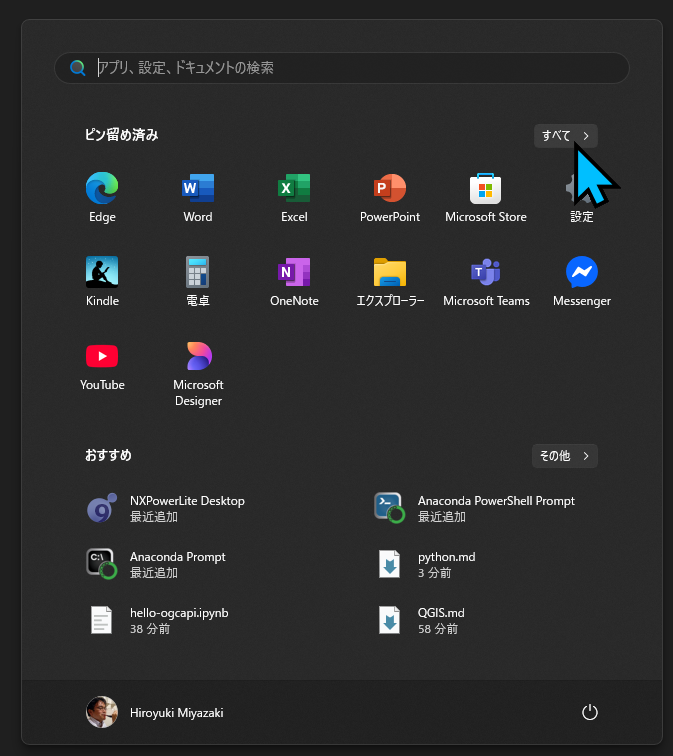 アプリ、設定、ドキュメントの検索
ピン留め済み
すべて
Edge
Word
Excel
PowerPoint
Microsoft Store
設定
Kindle
電卓
OneNote
エクスプローラー
Microsoft Teams
Messenger
YouTube
Microsoft
Designer
おすすめ
その他
NXPowerLite Desktop
最近追加
Anaconda PowerShell Prompt
最近追加
Anaconda Prompt
最近追加
python.md
3 分前
hello-ogcapi.ipynb
38 分前
QGIS.md
58 分前
Hiroyuki Miyazaki